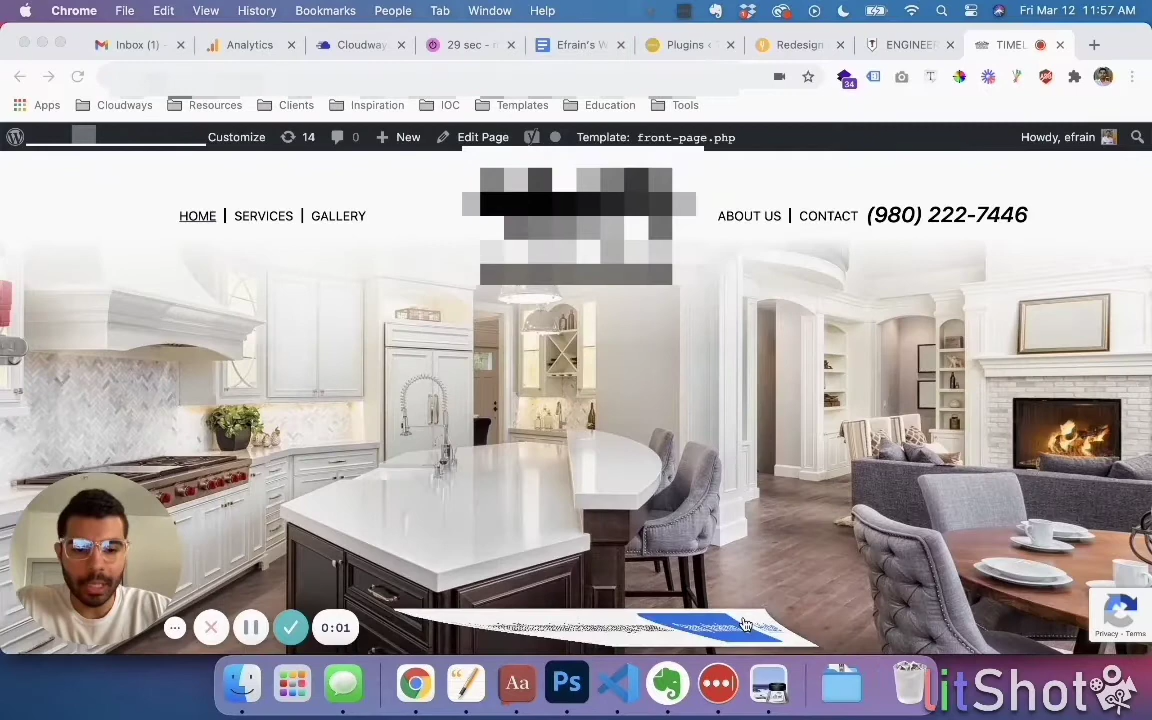 Chrome File Edit View History Bookmarks People Tab Window Help Fri Mar 12 11:57 AM
Inbox (1) Analytics Cloudway 29 sec - Efrain's W Plugins ‹ Redesign ENGINEER TIMEL
34
Apps Cloudways Resources Clients Inspiration IOC Templates Education Tools
Customize 14 0 New Edit Page Template: front-page.php Howdy, efrain
HOME SERVICES GALLERY ABOUT US CONTACT (980) 222-7446
0:01
Privacy - Terms
Aa Ps
litShot